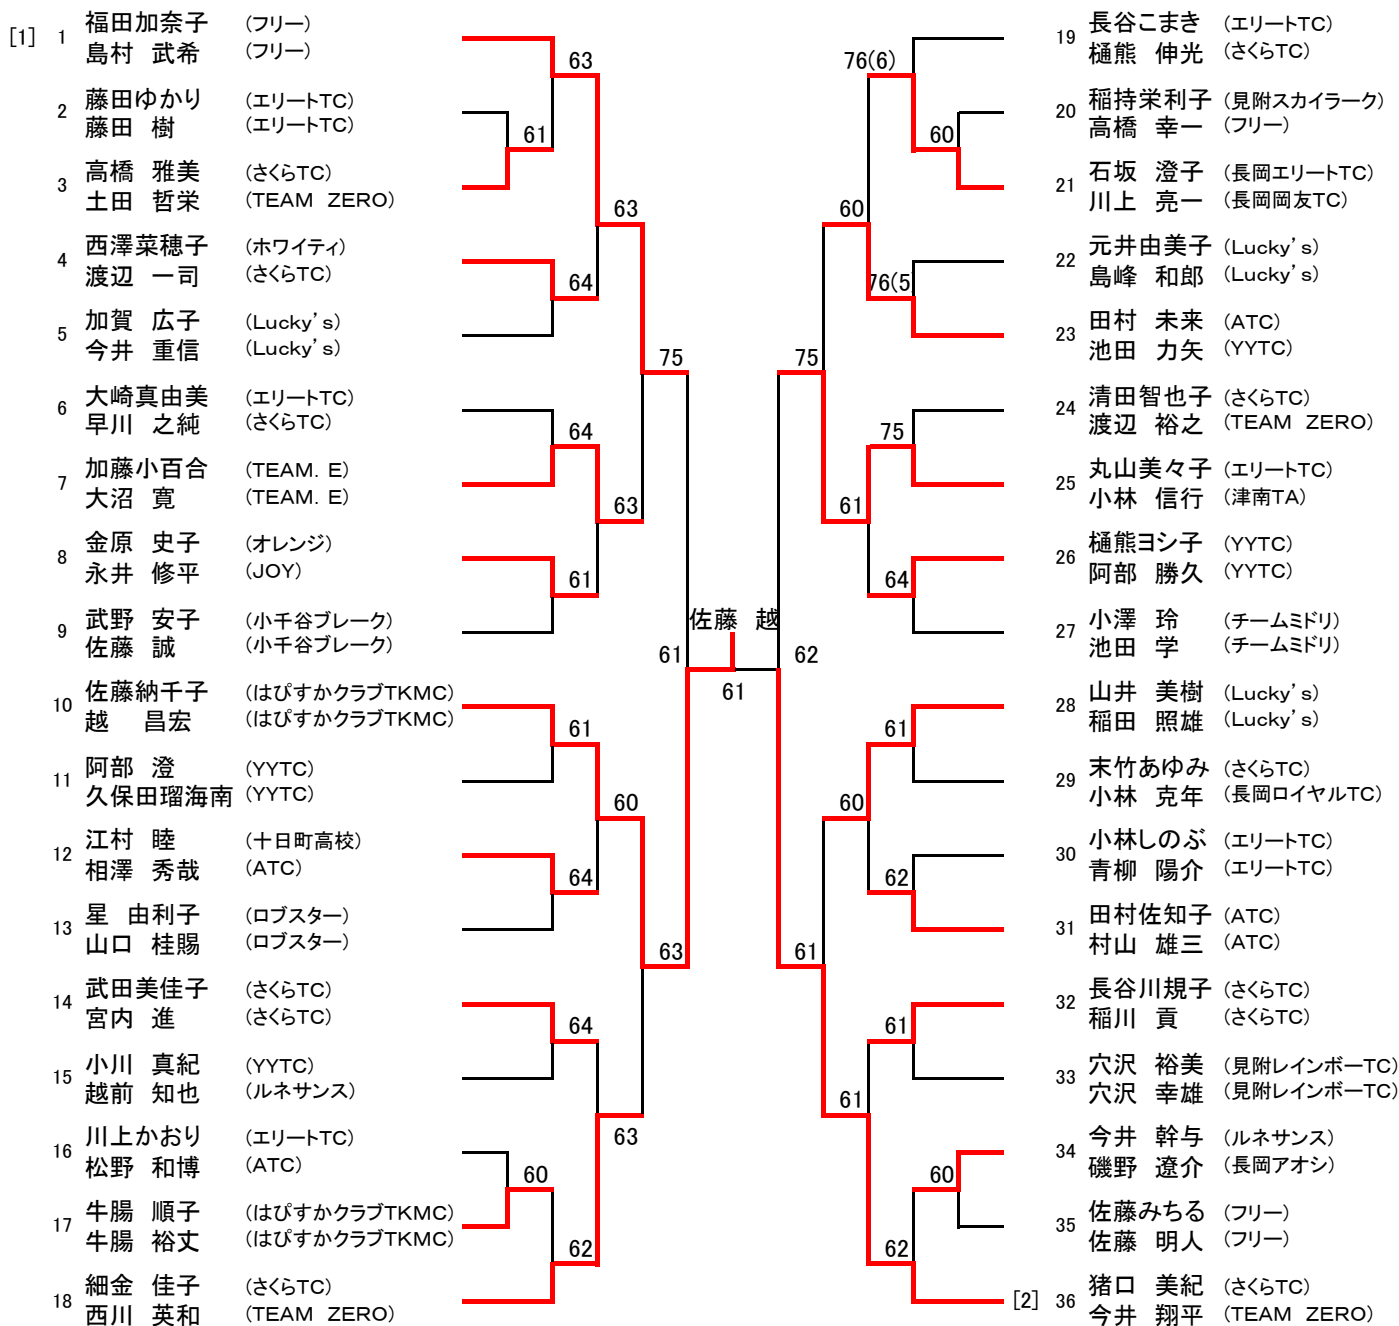 [1] 1 福田加奈子 (フリー)
島村 武希 (フリー)
2 藤田ゆかり (エリートTC)
藤田 樹 (エリートTC)
3 高橋 雅美 (さくらTC)
土田 哲栄 (TEAM ZERO)
4 西澤菜穂子 (ホワイティ)
渡辺 一司 (さくらTC)
5 加賀 広子 (Lucky's)
今井 重信 (Lucky's)
6 大崎真由美 (エリートTC)
早川 之純 (さくらTC)
7 加藤小百合 (TEAM. E)
大沼 寛 (TEAM. E)
8 金原 史子 (オレンジ)
永井 修平 (JOY)
9 武野 安子 (小千谷ブレーク)
佐藤 誠 (小千谷ブレーク)
10 佐藤納千子 (はぴすかクラブTKMC)
越 昌宏 (はぴすかクラブTKMC)
11 阿部 澄 (YYTC)
久保田瑠海南 (YYTC)
12 江村 睦 (十日町高校)
相澤 秀哉 (ATC)
13 星 由利子 (ロブスター)
山口 桂賜 (ロブスター)
14 武田美佳子 (さくらTC)
宮内 進 (さくらTC)
15 小川 真紀 (YYTC)
越前 知也 (ルネサンス)
16 川上かおり (エリートTC)
松野 和博 (ATC)
17 牛腸 順子 (はぴすかクラブTKMC)
牛腸 裕丈 (はぴすかクラブTKMC)
18 細金 佳子 (さくらTC)
西川 英和 (TEAM ZERO)
63
61
63
64
75
64
63
61
61
61
60
64
63
64
63
60
62
佐藤 越
61
76(6)
60
60
76(5
75
75
61
64
62
61
60
62
61
61
61
60
62
19 長谷こまき (エリートTC)
樋熊 伸光 (さくらTC)
20 稲持栄利子 (見附スカイラーク)
高橋 幸一 (フリー)
21 石坂 澄子 (長岡エリートTC)
川上 亮一 (長岡岡友TC)
22 元井由美子 (Lucky's)
島峰 和郎 (Lucky's)
23 田村 未来 (ATC)
池田 力矢 (YYTC)
24 清田智也子 (さくらTC)
渡辺 裕之 (TEAM ZERO)
25 丸山美々子 (エリートTC)
小林 信行 (津南TA)
26 樋熊ヨシ子 (YYTC)
阿部 勝久 (YYTC)
27 小澤 玲 (チームミドリ)
池田 学 (チームミドリ)
28 山井 美樹 (Lucky's)
稲田 照雄 (Lucky's)
29 末竹あゆみ (さくらTC)
小林 克年 (長岡ロイヤルTC)
30 小林しのぶ (エリートTC)
青柳 陽介 (エリートTC)
31 田村佐知子 (ATC)
村山 雄三 (ATC)
32 長谷川規子 (さくらTC)
稲川 貢 (さくらTC)
33 穴沢 裕美 (見附レインボーTC)
穴沢 幸雄 (見附レインボーTC)
34 今井 幹与 (ルネサンス)
磯野 遼介 (長岡アオシ)
35 佐藤みちる (フリー)
佐藤 明人 (フリー)
[2] 36 猪口 美紀 (さくらTC)
今井 翔平 (TEAM ZERO)